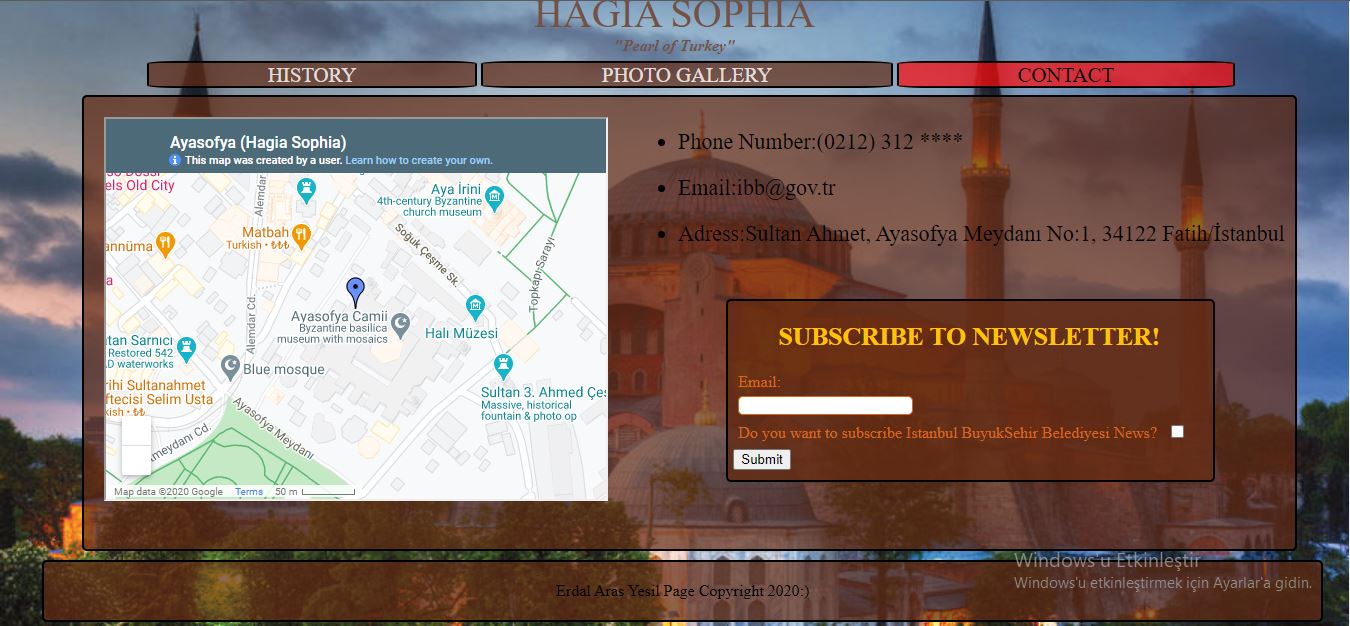 HAGIA SOPHIA
"Pearl of Turkey"
HISTORY
PHOTO GALLERY
CONTACT
Ayasofya (Hagia Sophia)
This map was created by a user. Learn how to create your own.
els Old City
Alemdar Cd.
Aya İrini
4th-century Byzantine
church museum
Matbah
Turkish • ₺₺₺
annüma
Soğuk Çeşme Sk.
Topkapı Sarayı
a
Ayasofya Camii
Byzantine basilica
museum with mosaics
Alemdar Cd.
Halı Müzesi
tan Sarnıcı
Restored 542
AD waterworks
Blue mosque
rihi Sultanahmet
ftecisi Selim Usta
kish • ₺₺
Sultan 3. Ahmed Çeş
Massive, historical
fountain & photo op
Ayasofya Meydanı
meydanı Cd.
Map data ©2020 Google Terms 50 m
Phone Number:(0212) 312 ****
Email:ibb@gov.tr
Adress:Sultan Ahmet, Ayasofya Meydanı No:1, 34122 Fatih/İstanbul
SUBSCRIBE TO NEWSLETTER!
Email:
Do you want to subscribe Istanbul BuyukSehir Belediyesi News?
Submit
Windows'u Etkinleştir
Windows'u etkinleştirmek için Ayarlar'a gidin.
Erdal Aras Yesil Page Copyright 2020:)